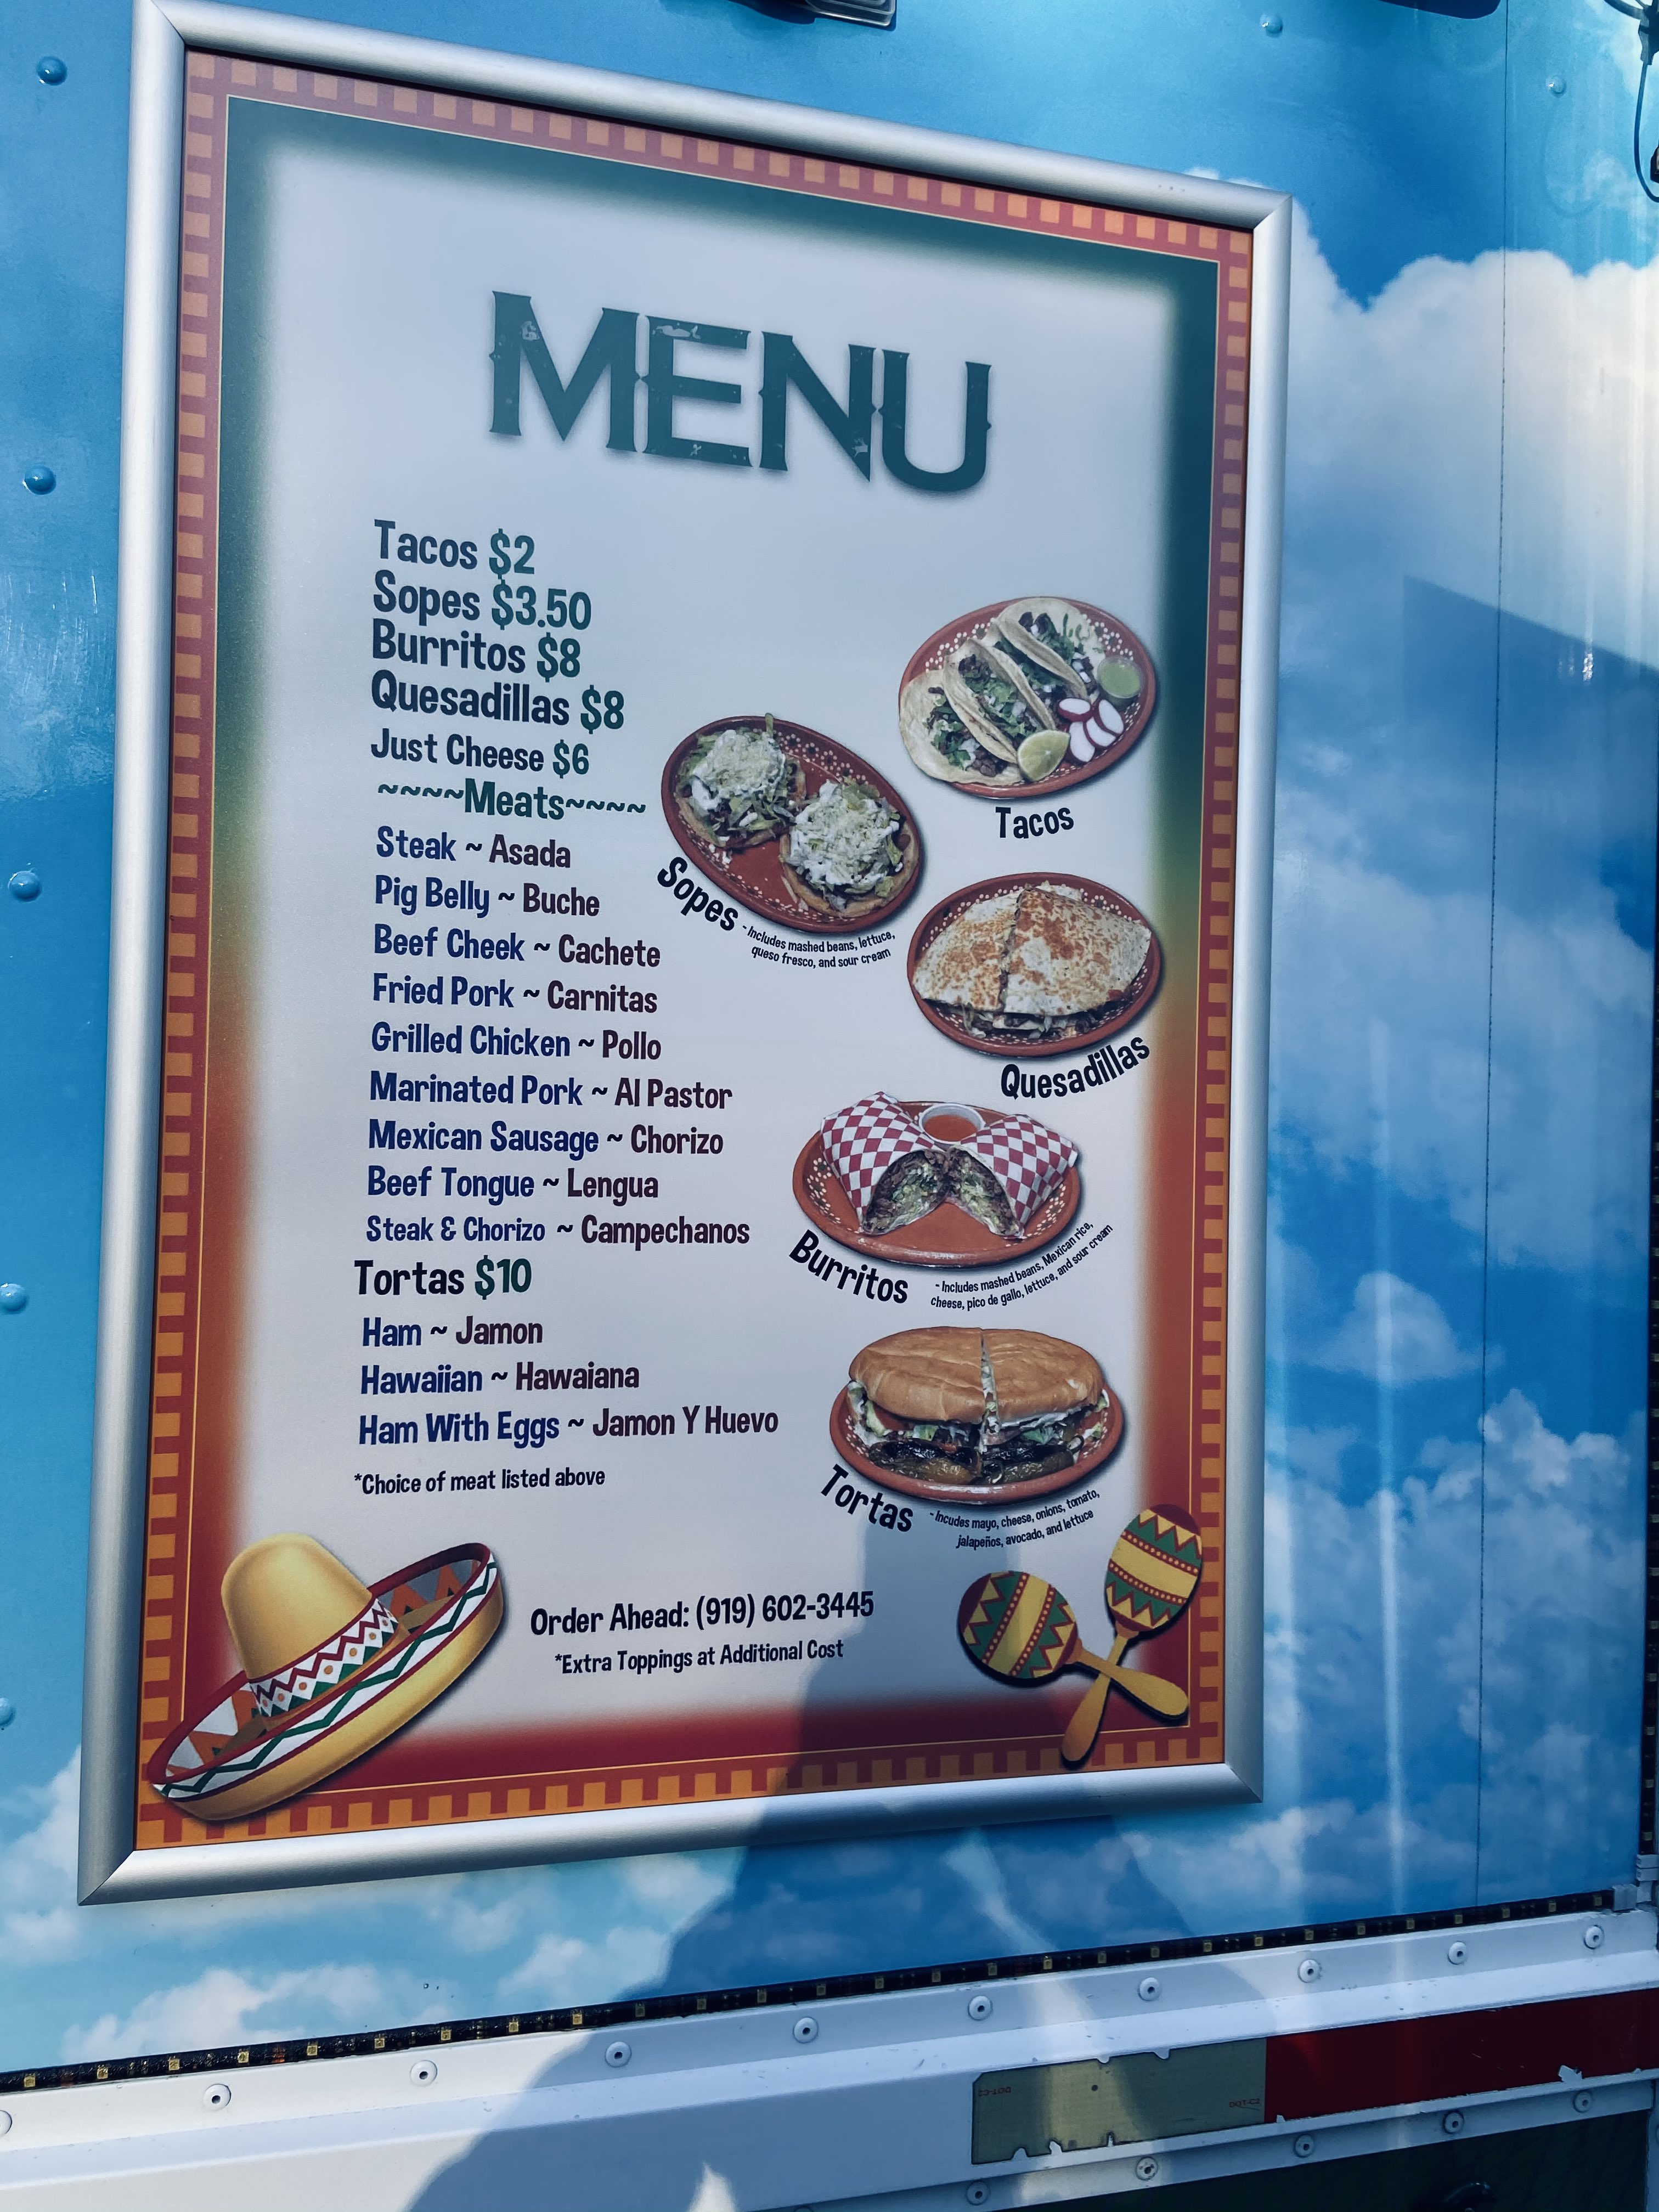 MENU
Tacos $2
Sopes $3.50
Burritos $8
Quesadillas $8
Just Cheese $6
~~~~Meats~~~~
Steak ~ Asada
Pig Belly ~ Buche
Beef Cheek ~ Cachete
Fried Pork ~ Carnitas
Grilled Chicken ~ Pollo
Marinated Pork ~ Al Pastor
Mexican Sausage ~ Chorizo
Beef Tongue ~ Lengua
Steak & Chorizo ~ Campechanos
Tortas $10
Ham ~ Jamon
Hawaiian ~ Hawaiana
Ham With Eggs ~ Jamon Y Huevo
*Choice of meat listed above
Tacos
Sopes
- Includes mashed beans, lettuce,
queso fresco, and sour cream
Quesadillas
Burritos
- Includes mashed beans, Mexican rice,
cheese, pico de gallo, lettuce, and sour cream
Tortas
- Incudes mayo, cheese, onions, tomato,
jalapeños, avocado, and lettuce
Order Ahead: (919) 602-3445
*Extra Toppings at Additional Cost
DOT-C2
DOT-C2